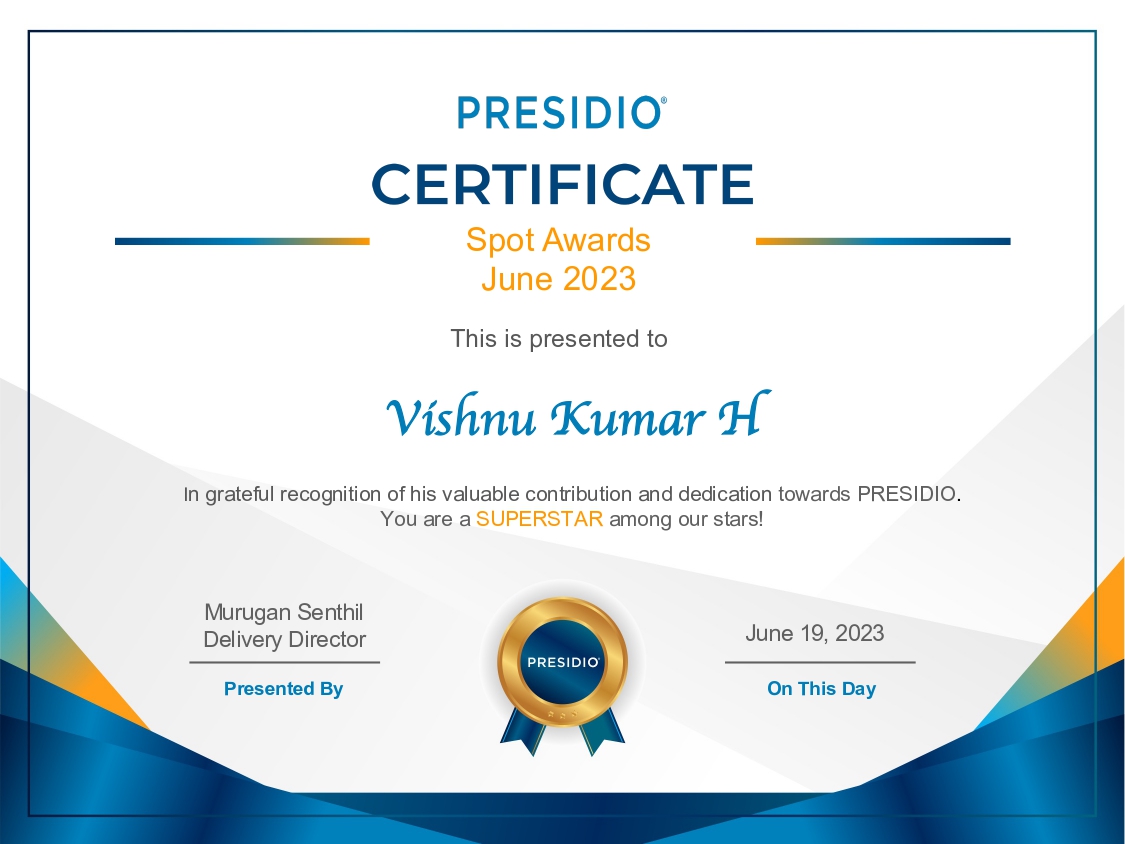 PRESIDIO®
CERTIFICATE
Spot Awards
June 2023
This is presented to
Vishnu Kumar H
In grateful recognition of his valuable contribution and dedication towards PRESIDIO.
You are a SUPERSTAR among our stars!
Murugan Senthil
Delivery Director
Presented By
PRESIDIO
June 19, 2023
On This Day